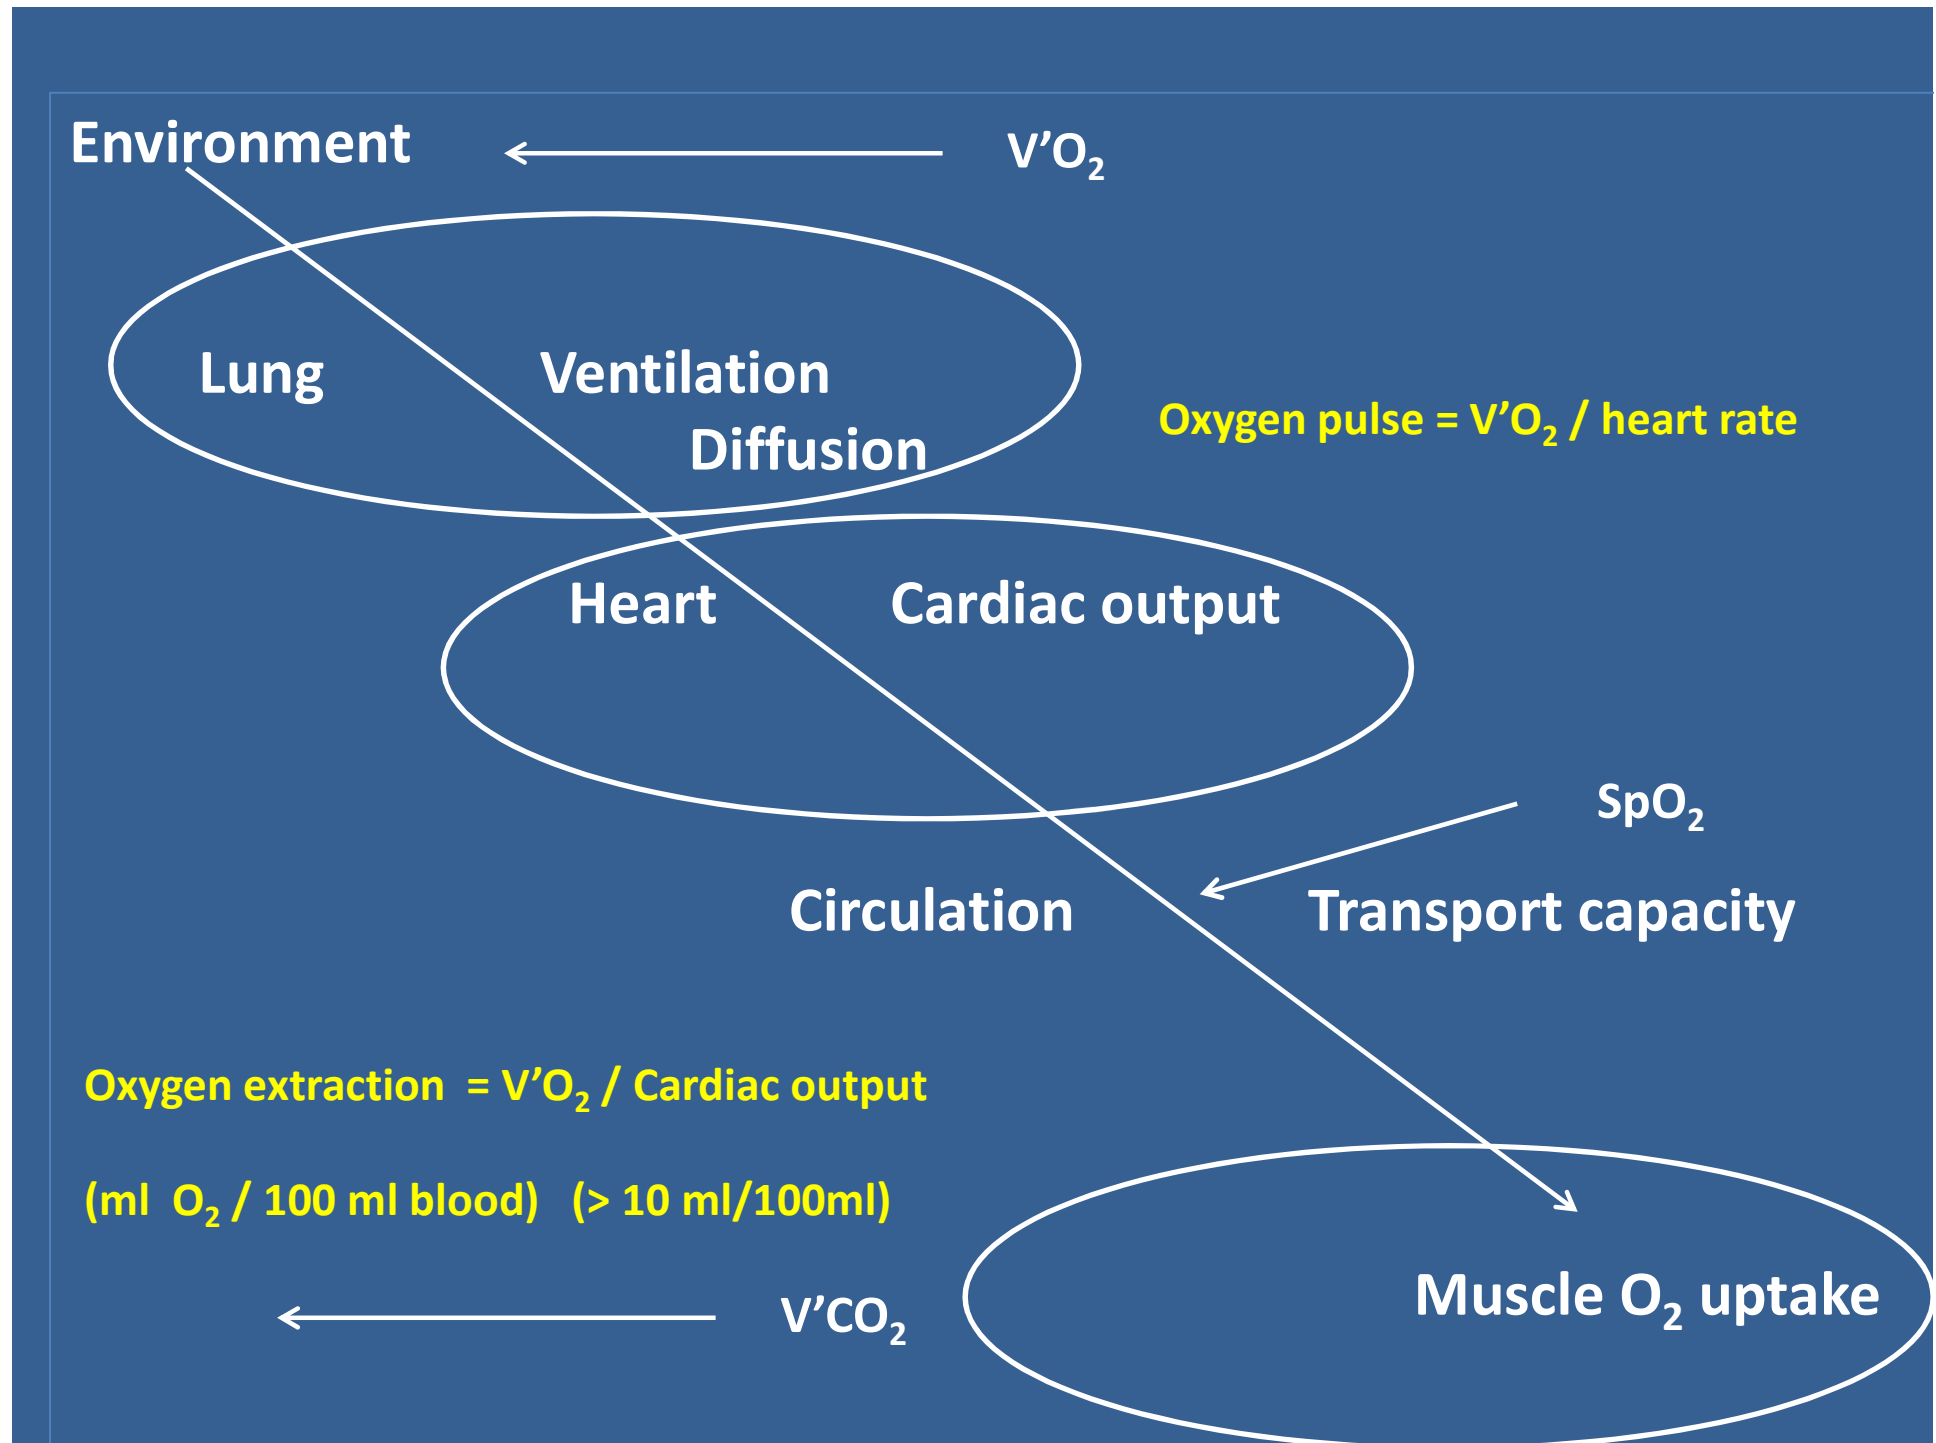 Environment V’O₂
Lung Ventilation
Diffusion
Oxygen pulse = V’O₂ / heart rate
Heart Cardiac output
SpO₂
Circulation Transport capacity
Oxygen extraction = V’O₂ / Cardiac output
(ml O₂ / 100 ml blood) (> 10 ml/100ml)
Muscle O₂ uptake
V’CO₂